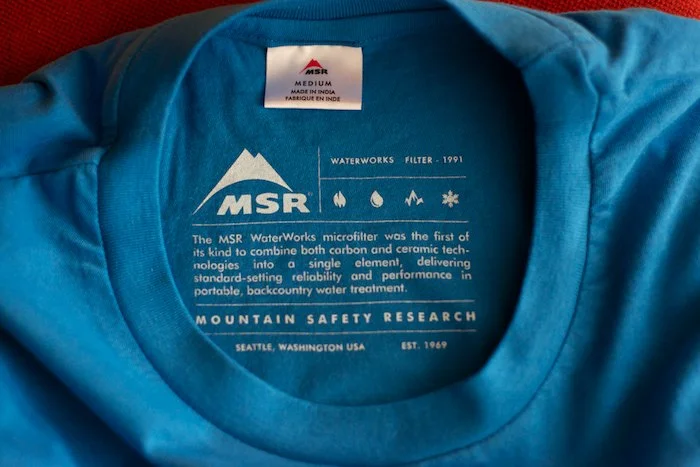 MSR
MEDIUM
MADE IN INDIA
FABRIQUE EN INDE
WATERWORKS FILTER - 1991
MSR®
The MSR WaterWorks microfilter was the first of
its kind to combine both carbon and ceramic tech-
nologies into a single element, delivering
standard-setting reliability and performance in
portable, backcountry water treatment.
MOUNTAIN SAFETY RESEARCH
SEATTLE, WASHINGTON USA EST. 1969